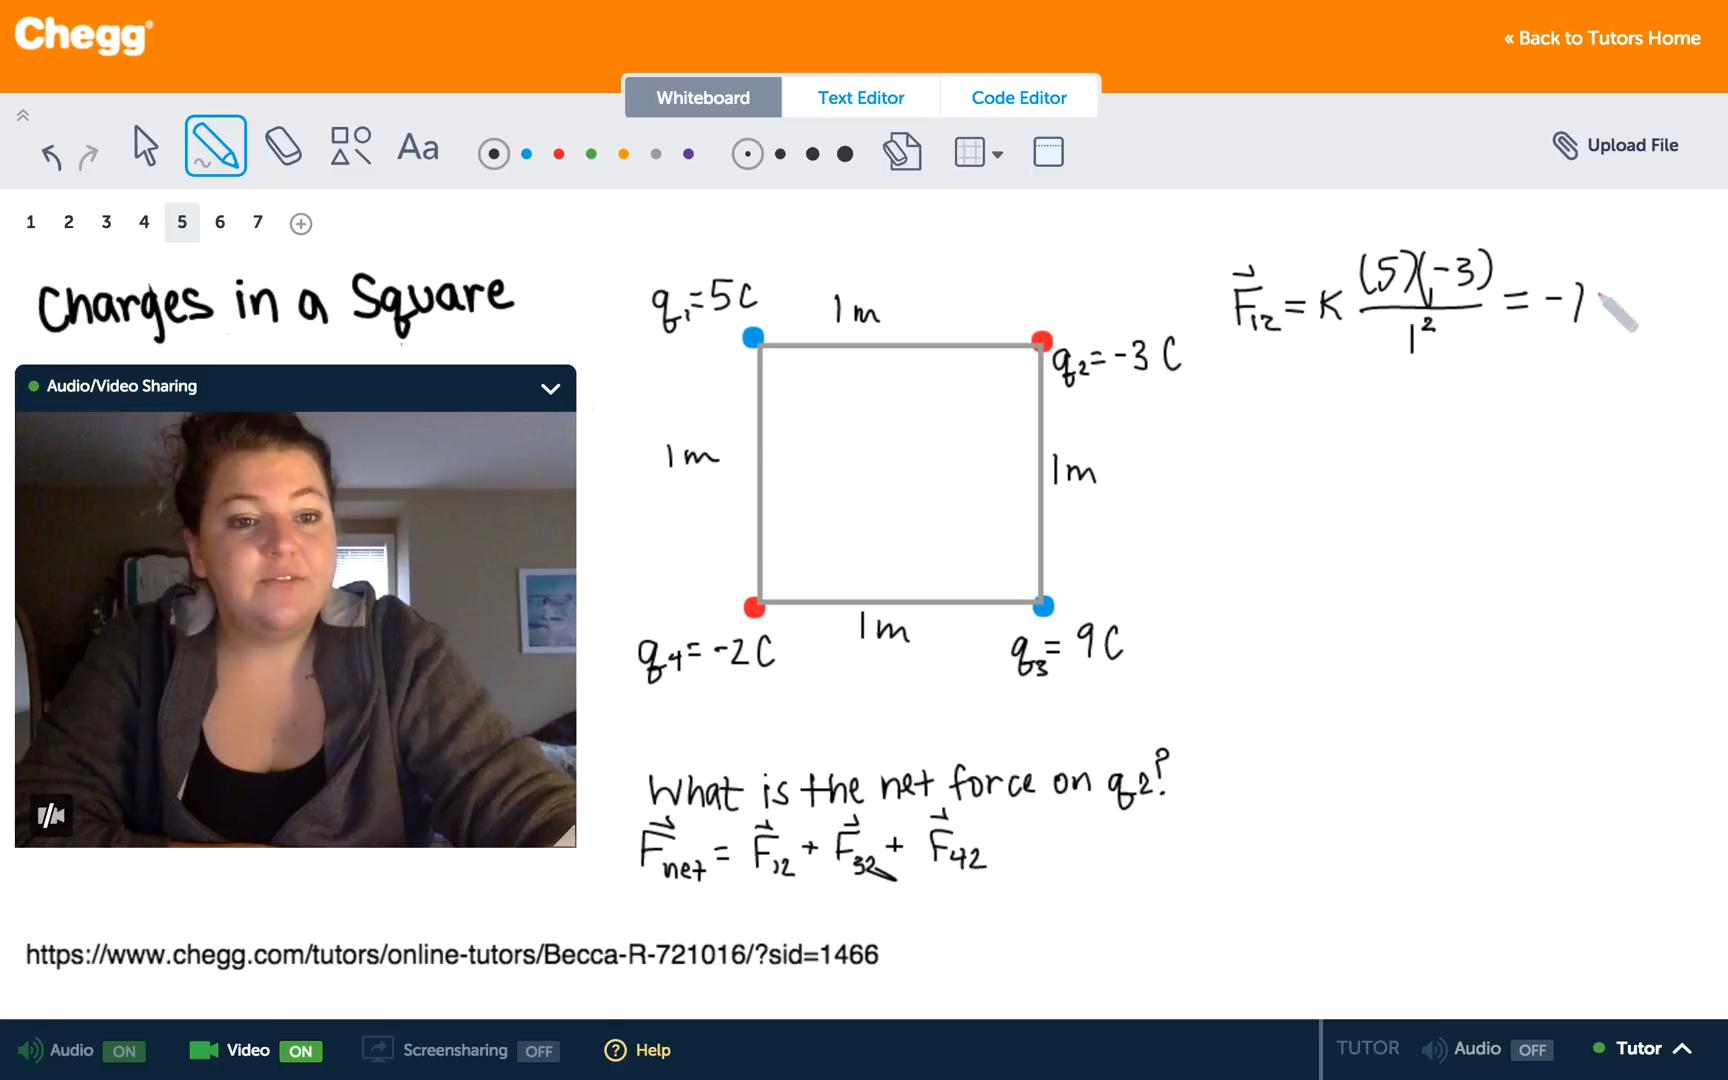 Chegg
« Back to Tutors Home
Whiteboard
Text Editor
Code Editor
Aa
Upload File
1 2 3 4 5 6 7
Charges in a Square
Audio/Video Sharing
q₁=5C
1m
q₂=-3C
1m
1m
q₄=-2C
1m
q₃=9C
F₁₂=K (5)(-3)/1² = -1
What is the net force on q₂?
Fnet = F₁₂ + F₃₂ + F₄₂
https://www.chegg.com/tutors/online-tutors/Becca-R-721016/?sid=1466
Audio ON Video ON Screensharing OFF ? Help TUTOR Audio OFF Tutor